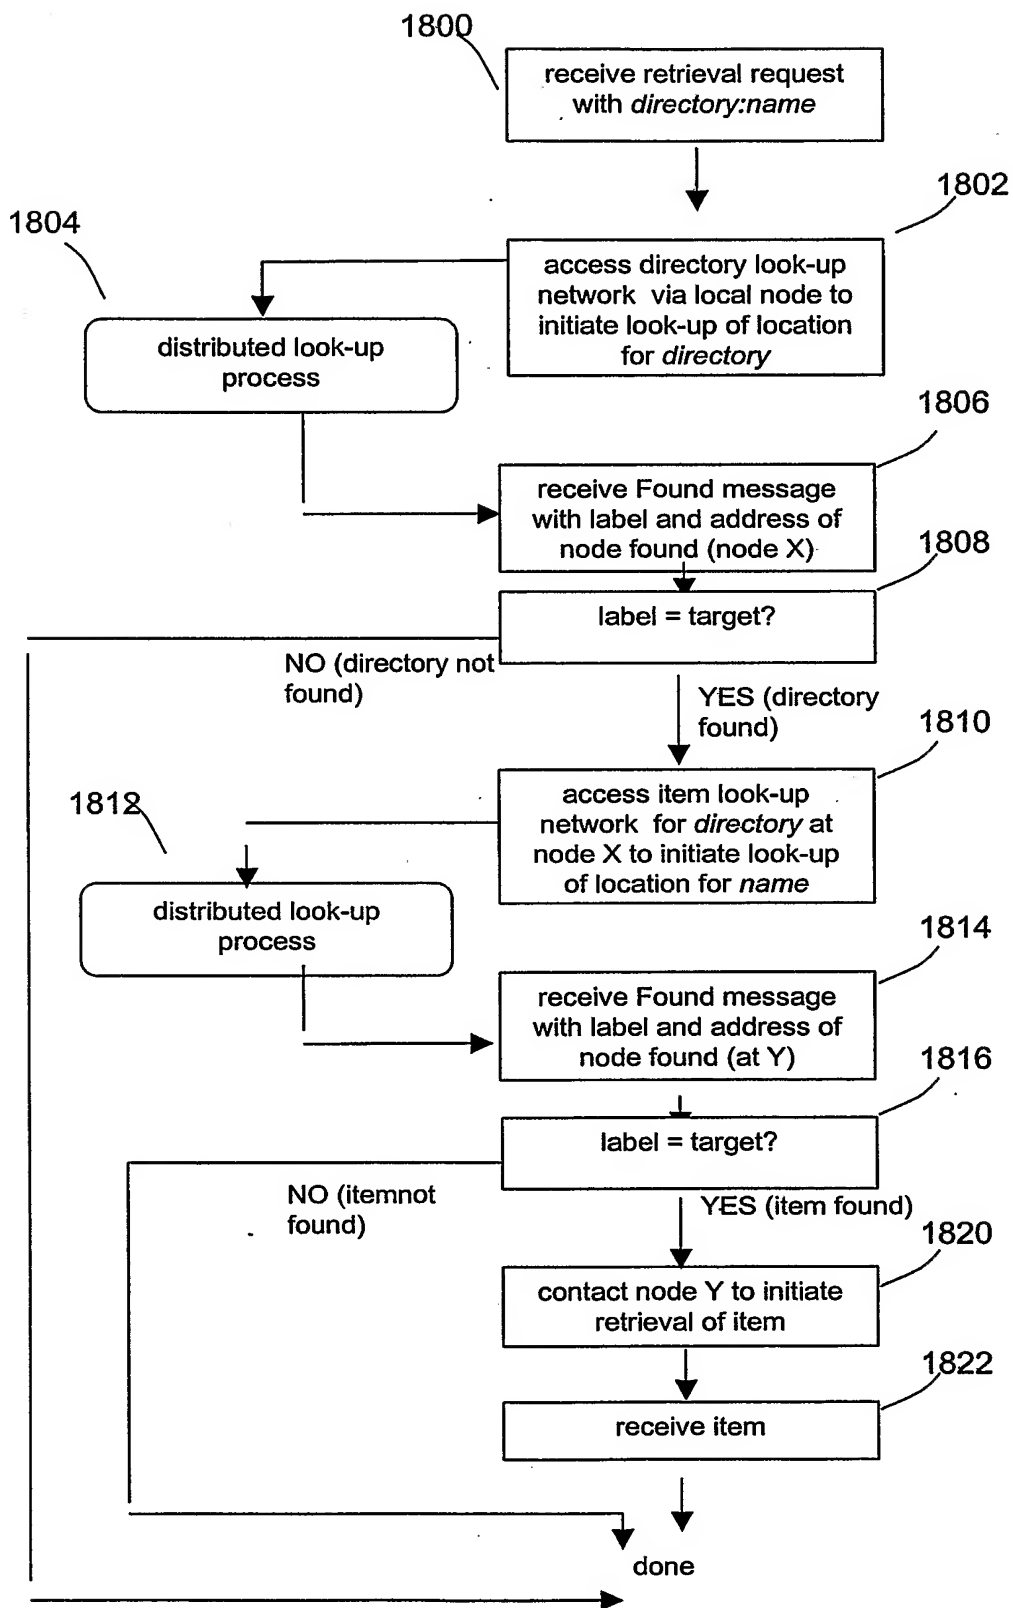 1800
receive retrieval request
with directory:name
1802
1804
access directory look-up
network via local node to
initiate look-up of location
for directory
distributed look-up
process
1806
receive Found message
with label and address of
node found (node X)
1808
label = target?
NO (directory not
found)
YES (directory
found)
1810
1812
access item look-up
network for directory at
node X to initiate look-up
of location for name
distributed look-up
process
1814
receive Found message
with label and address of
node found (at Y)
1816
label = target?
NO (itemnot
found)
YES (item found)
1820
contact node Y to initiate
retrieval of item
1822
receive item
done